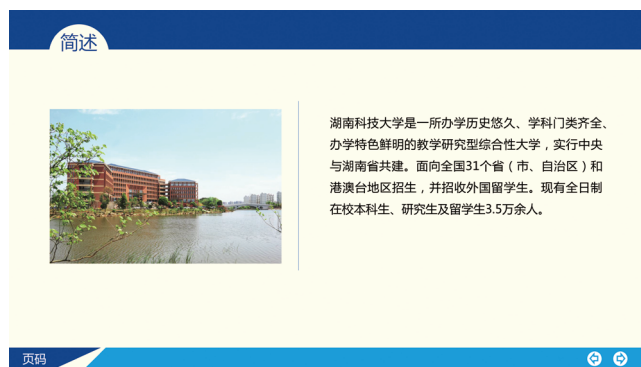 简述
湖南科技大学是一所办学历史悠久、学科门类齐全、
办学特色鲜明的教学研究型综合性大学，实行中央
与湖南省共建。面向全国31个省（市、自治区）和
港澳台地区招生，并招收外国留学生。现有全日制
在校本科生、研究生及留学生3.5万余人。
页码